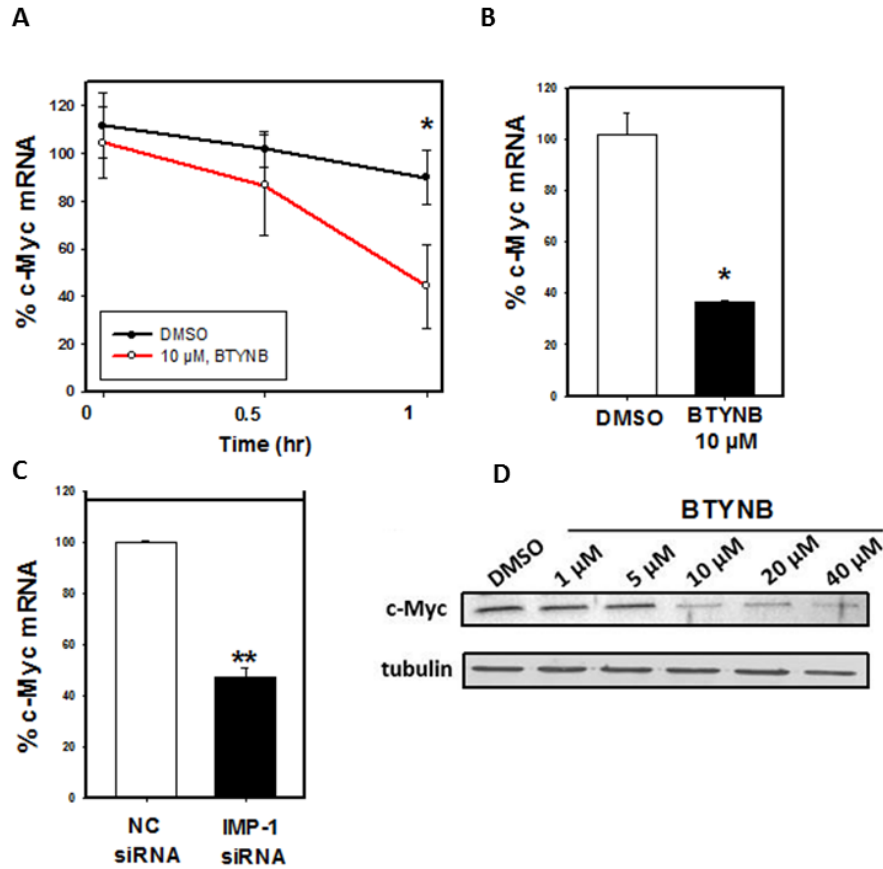 A
% c-Myc mRNA
120
100
80
60
40
20
0
*
DMSO
10 µM, BTYNB
0
0.5
1
Time (hr)
B
% c-Myc mRNA
120
100
80
60
40
20
0
*
DMSO
BTYNB
10 µM
C
% c-Myc mRNA
120
100
80
60
40
20
0
**
NC
siRNA
IMP-1
siRNA
D
BTYNB
DMSO
1 µM
5 µM
10 µM
20 µM
40 µM
c-Myc
tubulin